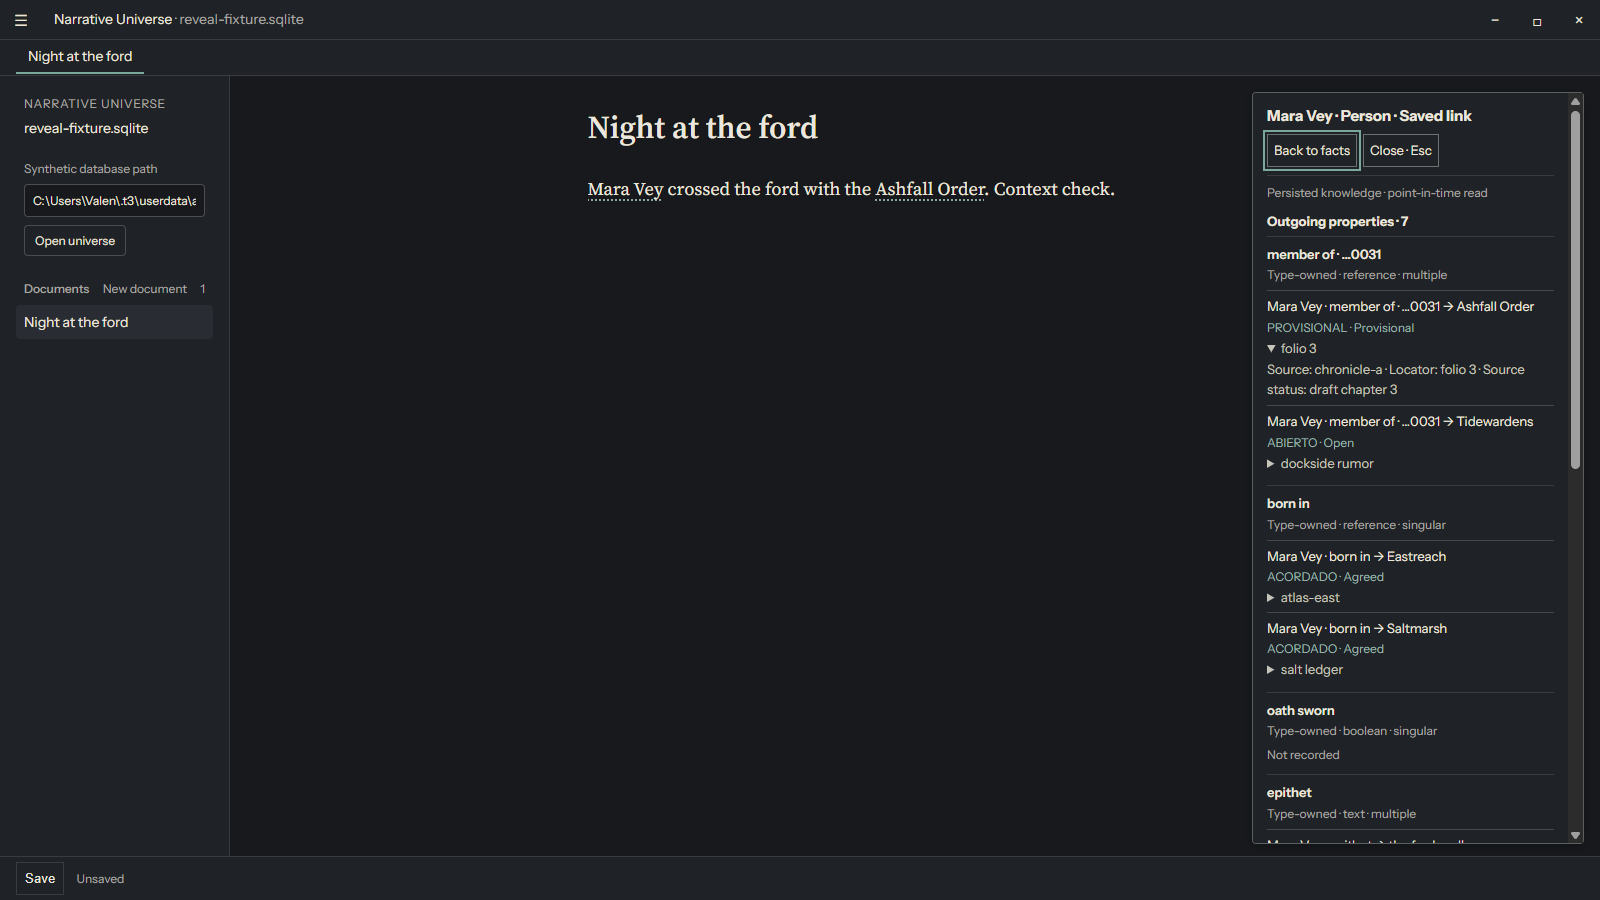 Narrative Universe · reveal-fixture.sqlite
Night at the ford
NARRATIVE UNIVERSE
reveal-fixture.sqlite
Synthetic database path
C:\Users\Valen\.t3\userdata\a
Open universe
Documents New document 1
Night at the ford
Night at the ford
Mara Vey crossed the ford with the Ashfall Order. Context check.
Mara Vey · Person · Saved link
Back to facts Close · Esc
Persisted knowledge · point-in-time read
Outgoing properties · 7
member of · …0031
Type-owned · reference · multiple
Mara Vey · member of · …0031 → Ashfall Order
PROVISIONAL · Provisional
▼ folio 3
Source: chronicle-a · Locator: folio 3 · Source
status: draft chapter 3
Mara Vey · member of · …0031 → Tidewardens
ABIERTO · Open
▶ dockside rumor
born in
Type-owned · reference · singular
Mara Vey · born in → Eastreach
ACORDADO · Agreed
▶ atlas-east
Mara Vey · born in → Saltmarsh
ACORDADO · Agreed
▶ salt ledger
oath sworn
Type-owned · boolean · singular
Not recorded
epithet
Type-owned · text · multiple
Save Unsaved